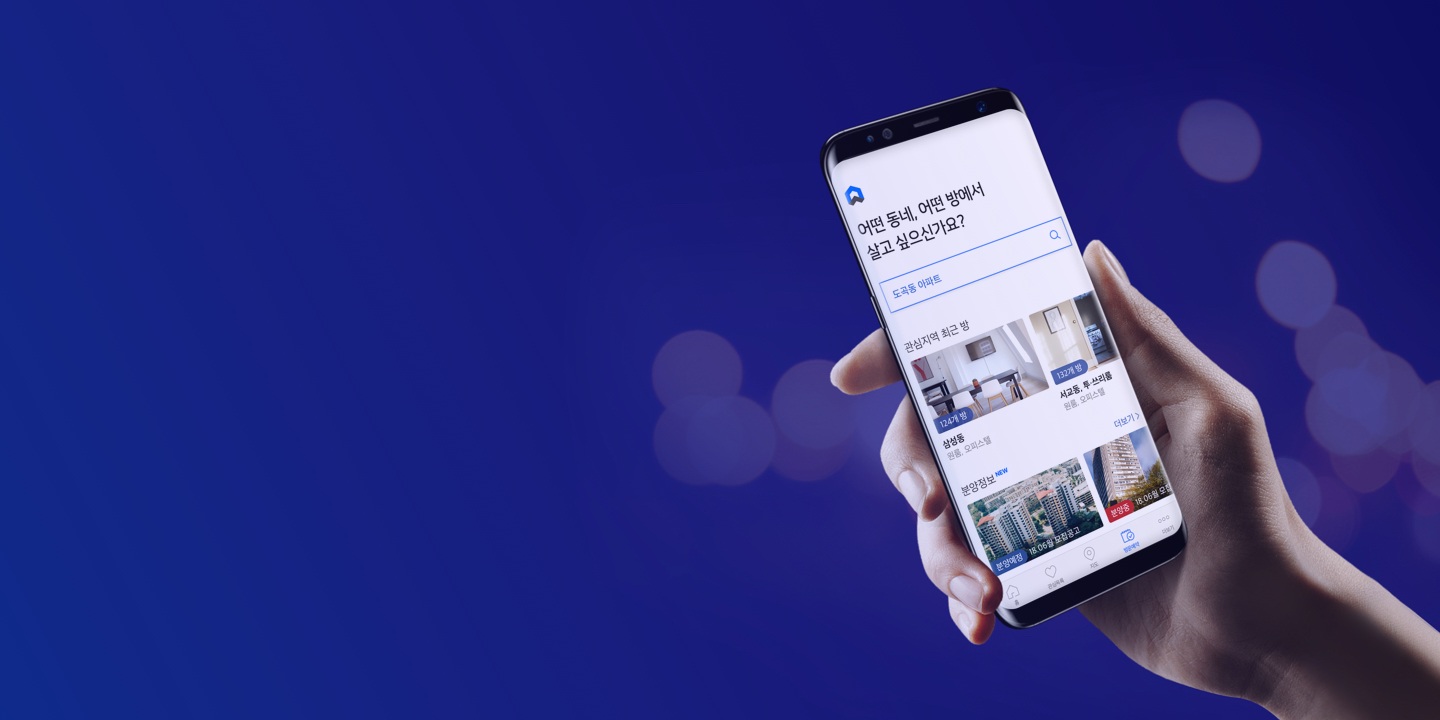 어떤 동네, 어떤 방에서
살고 싶으신가요?
도곡동 아파트
관심지역 최근 방
124개 방
132개 방
삼성동
원룸, 오피스텔
서교동, 투·쓰리룸
원룸, 오피스텔
더보기
분양정보 NEW
분양예정 18.06월 모집공고
분양중 18.06월 모
홈
관심목록
지도
방문예약
더보기